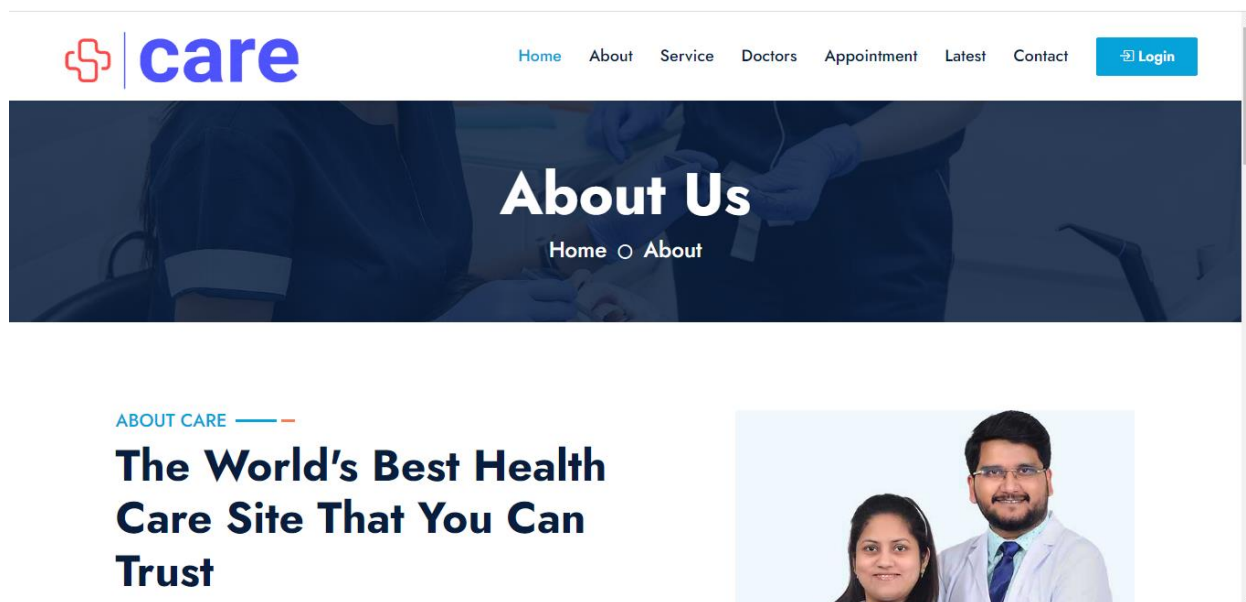 care
Home About Service Doctors Appointment Latest Contact Login
About Us
Home About
ABOUT CARE
The World's Best Health
Care Site That You Can
Trust